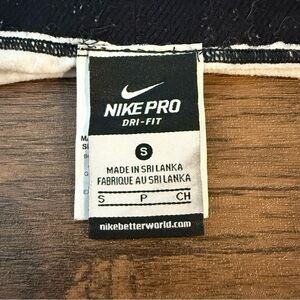 NIKE PRO
DRI-FIT
S
MADE IN SRI LANKA
FABRIQUE AU SRI LANKA
S P CH
nikebetterworld.com